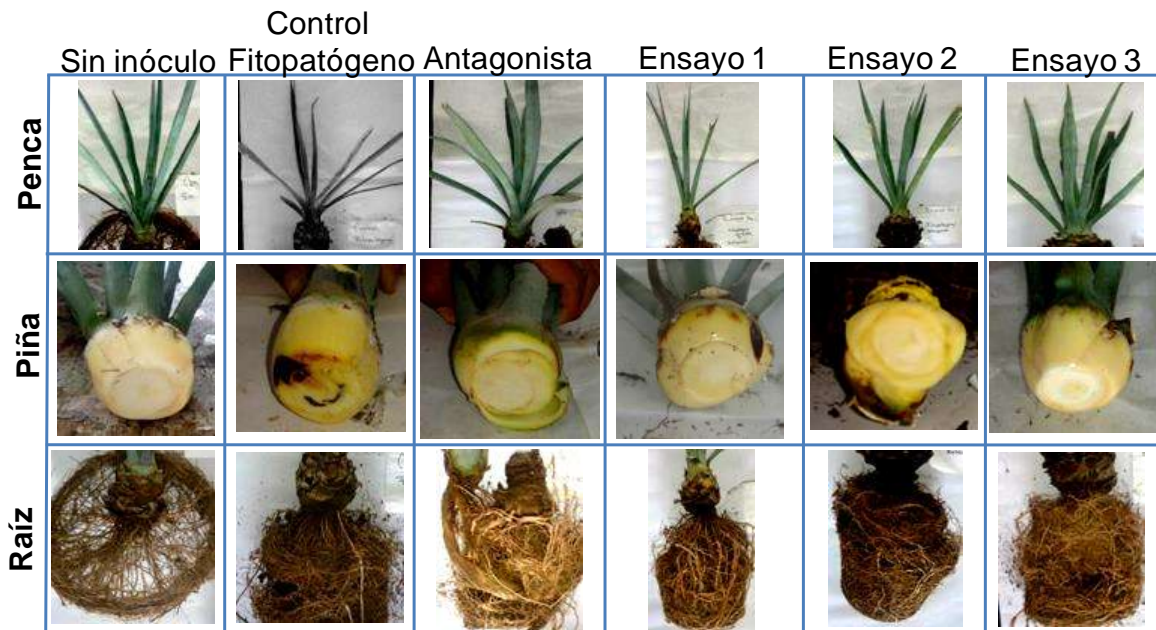 Control
Sin inóculo Fitopatógeno Antagonista Ensayo 1 Ensayo 2 Ensayo 3
Penca
Piña
Raíz